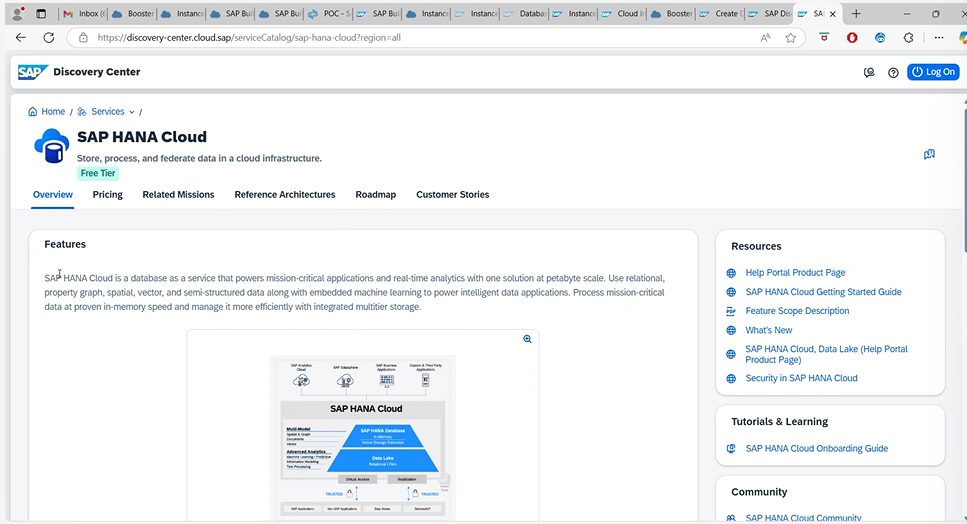 Inbox (6
Booster
Instance
SAP Bui
SAP Bui
POC - S
SAP Bui
Instance
Instance
Databas
Instance
Cloud In
Booster
Create D
SAP Dis
SAP
https://discovery-center.cloud.sap/serviceCatalog/sap-hana-cloud?region=all
SAP Discovery Center
Log On
Home / Services /
SAP HANA Cloud
Store, process, and federate data in a cloud infrastructure.
Free Tier
Overview Pricing Related Missions Reference Architectures Roadmap Customer Stories
Features
SAP HANA Cloud is a database as a service that powers mission-critical applications and real-time analytics with one solution at petabyte scale. Use relational,
property graph, spatial, vector, and semi-structured data along with embedded machine learning to power intelligent data applications. Process mission-critical
data at proven in-memory speed and manage it more efficiently with integrated multitier storage.
SAP Analytics
Cloud
SAP Datasphere
SAP Business
Applications
Custom & Third Party
Applications
SAP HANA Cloud
Multi-Model
Spatial & Graph
Documents
Vector
Advanced Analytics
Machine Learning / Predictive
Information Modeling
Text Processing
SAP HANA Database
In-Memory
Native Storage Extension
Data Lake
Relational | Files
Virtual Access
Replication
TRUSTED
TRUSTED
SAP Applications
Non-SAP Applications
Data Stores
Resources
Help Portal Product Page
SAP HANA Cloud Getting Started Guide
PDF Feature Scope Description
What's New
SAP HANA Cloud, Data Lake (Help Portal
Product Page)
Security in SAP HANA Cloud
Tutorials & Learning
SAP HANA Cloud Onboarding Guide
Community
SAP HANA Cloud Community